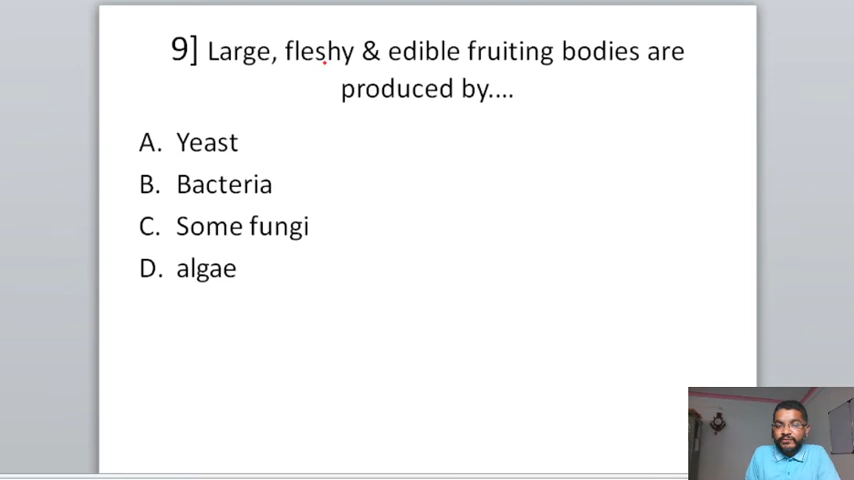 9] Large, fleshy & edible fruiting bodies are
produced by....
A. Yeast
B. Bacteria
C. Some fungi
D. algae